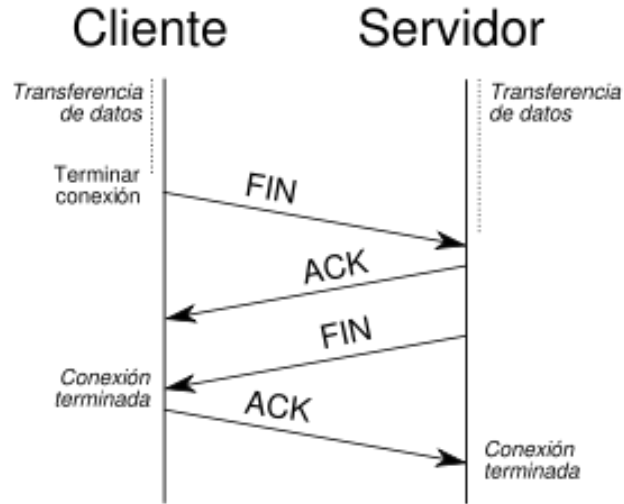 Cliente
Servidor
Transferencia
de datos
Transferencia
de datos
Terminar
conexión
FIN
ACK
FIN
Conexión
terminada
ACK
Conexión
terminada